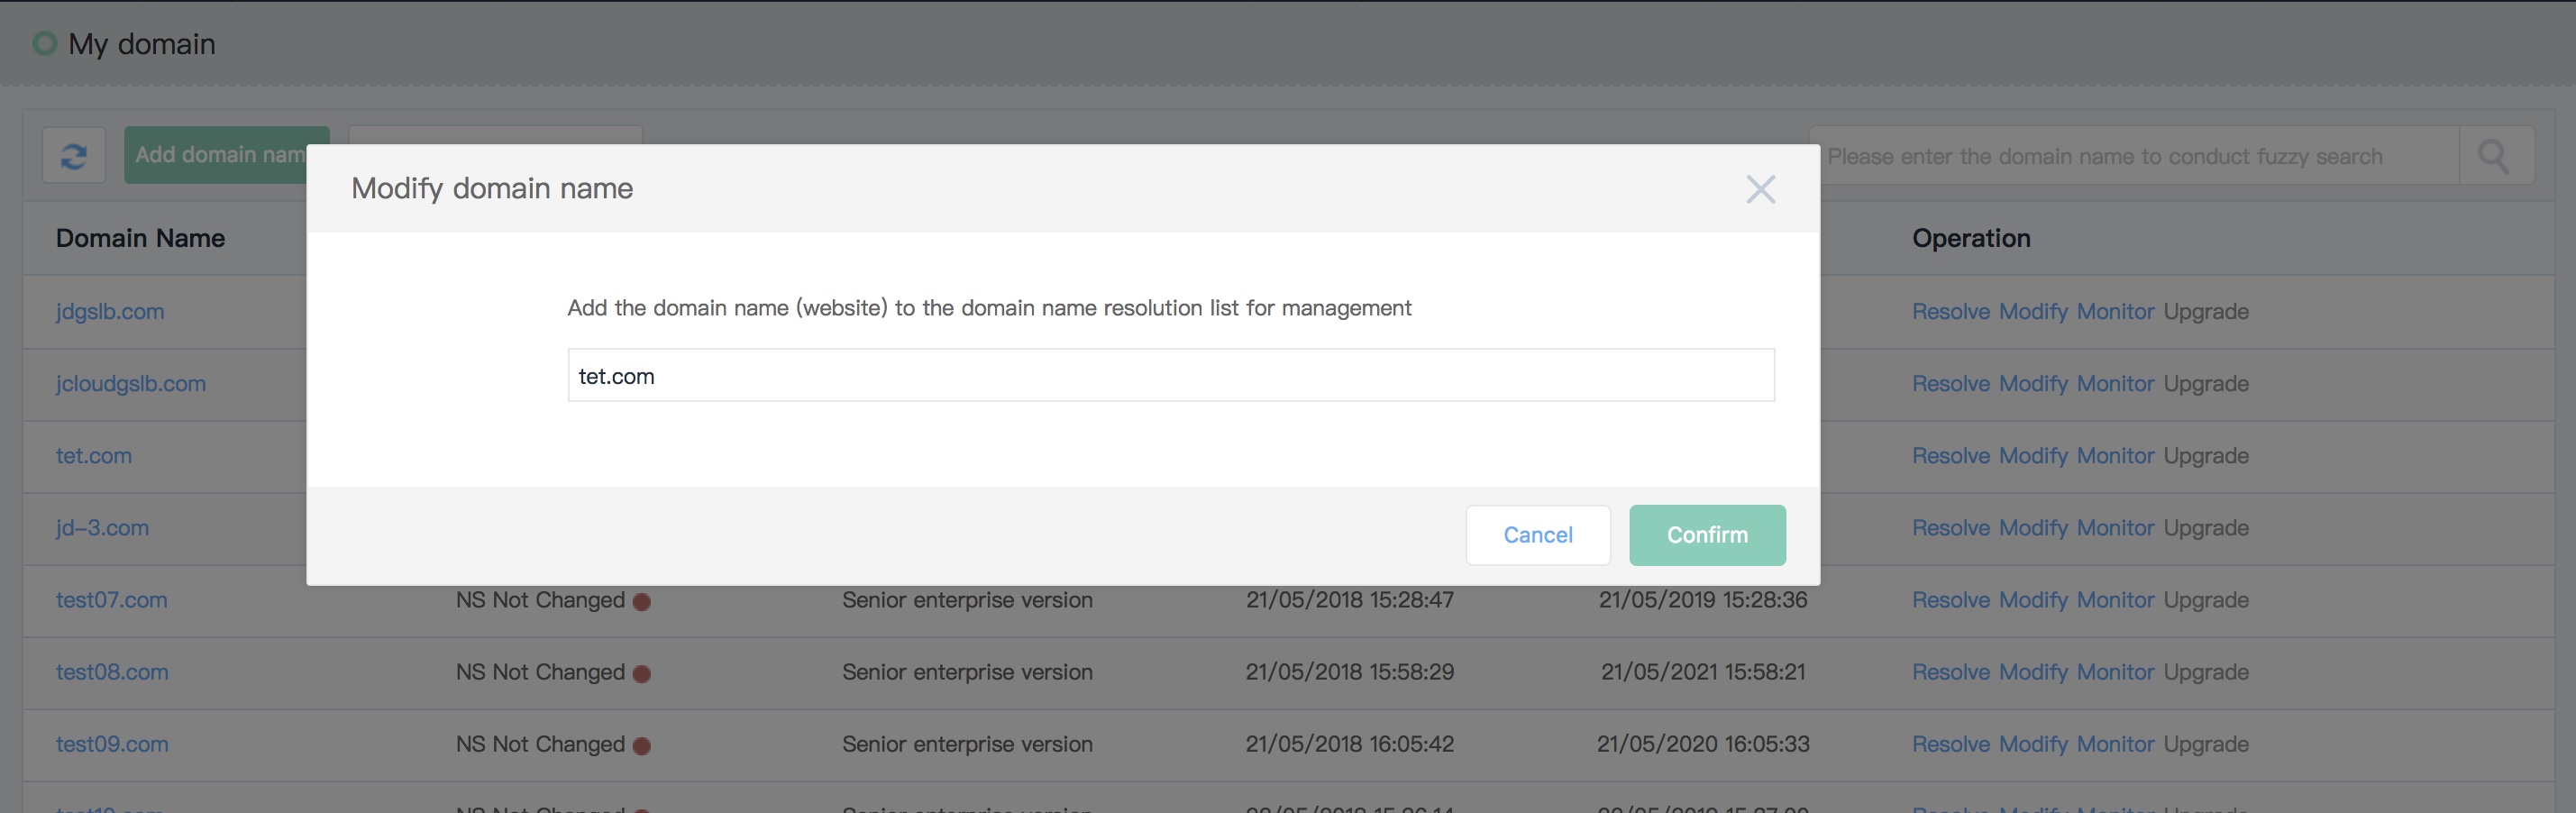 My domain
Add domain nam
Please enter the domain name to conduct fuzzy search
Modify domain name
Domain Name
Operation
Add the domain name (website) to the domain name resolution list for management
jdgslb.com Resolve Modify Monitor Upgrade
tet.com
jcloudgslb.com Resolve Modify Monitor Upgrade
tet.com Resolve Modify Monitor Upgrade
jd-3.com Resolve Modify Monitor Upgrade
Cancel Confirm
test07.com NS Not Changed Senior enterprise version 21/05/2018 15:28:47 21/05/2019 15:28:36 Resolve Modify Monitor Upgrade
test08.com NS Not Changed Senior enterprise version 21/05/2018 15:58:29 21/05/2021 15:58:21 Resolve Modify Monitor Upgrade
test09.com NS Not Changed Senior enterprise version 21/05/2018 16:05:42 21/05/2020 16:05:33 Resolve Modify Monitor Upgrade